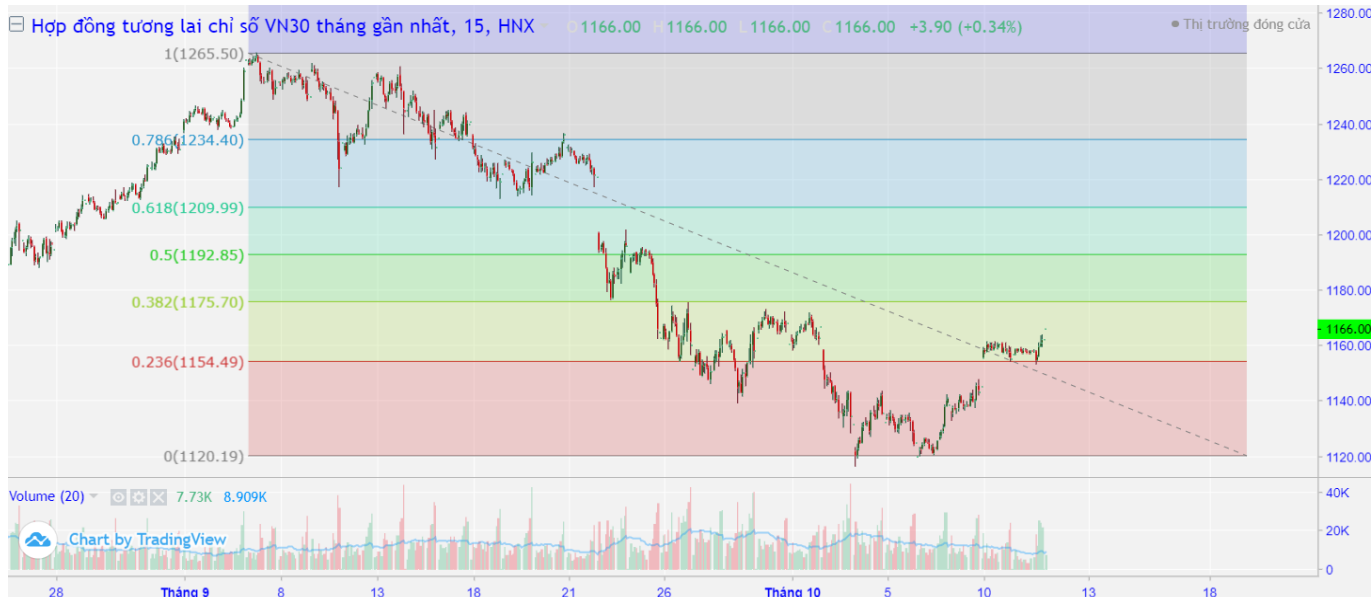 Hợp đồng tương lai chỉ số VN30 tháng gần nhất, 15, HNX O1166.00 H1166.00 L1166.00 C1166.00 +3.90 (+0.34%)
Thị trường đóng cửa
1280.00
1(1265.50)
1260.00
1240.00
0.786(1234.40)
1220.00
0.618(1209.99)
1200.00
0.5(1192.85)
1180.00
0.382(1175.70)
1166.00
1160.00
0.236(1154.49)
1140.00
0(1120.19)
1120.00
Volume (20) 7.73K 8.909K
40K
Chart by TradingView
20K
0
28 Tháng 9 8 13 18 21 26 Tháng 10 5 10 13 18